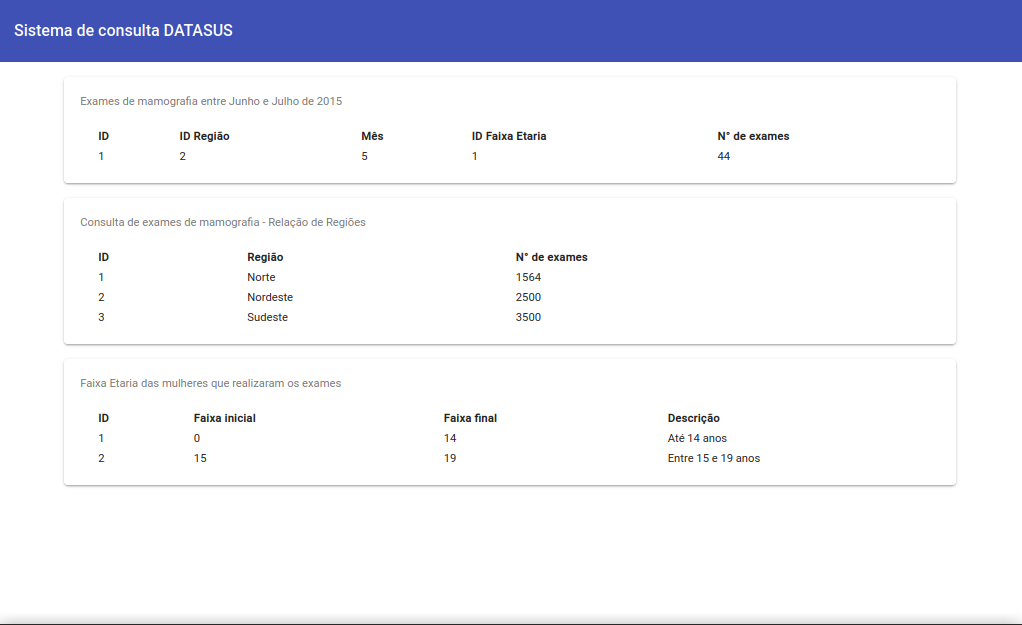 Sistema de consulta DATASUS
Exames de mamografia entre Junho e Julho de 2015
ID ID Região Mês ID Faixa Etaria N° de exames
1 2 5 1 44
Consulta de exames de mamografia - Relação de Regiões
ID Região N° de exames
1 Norte 1564
2 Nordeste 2500
3 Sudeste 3500
Faixa Etaria das mulheres que realizaram os exames
ID Faixa inicial Faixa final Descrição
1 0 14 Até 14 anos
2 15 19 Entre 15 e 19 anos